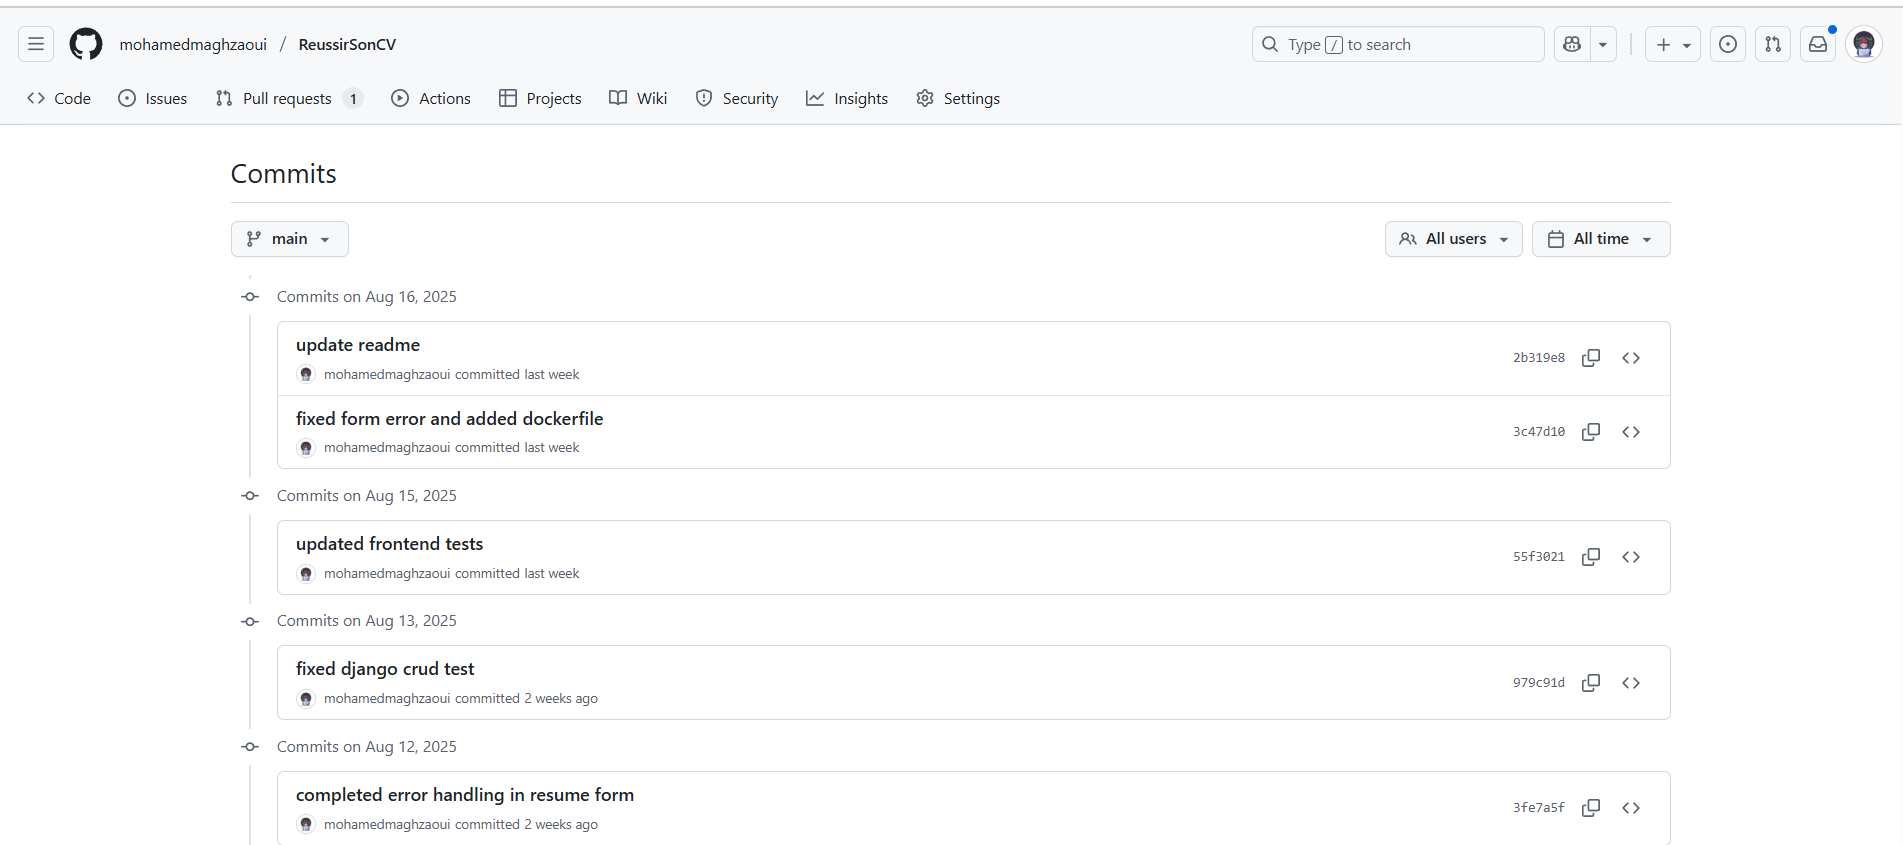 mohamedmaghzaoui / ReussirSonCV
Type / to search
Code Issues Pull requests 1 Actions Projects Wiki Security Insights Settings
Commits
main
All users
All time
Commits on Aug 16, 2025
update readme
mohamedmaghzaoui committed last week
2b319e8
fixed form error and added dockerfile
mohamedmaghzaoui committed last week
3c47d10
Commits on Aug 15, 2025
updated frontend tests
mohamedmaghzaoui committed last week
55f3021
Commits on Aug 13, 2025
fixed django crud test
mohamedmaghzaoui committed 2 weeks ago
979c91d
Commits on Aug 12, 2025
completed error handling in resume form
mohamedmaghzaoui committed 2 weeks ago
3fe7a5f